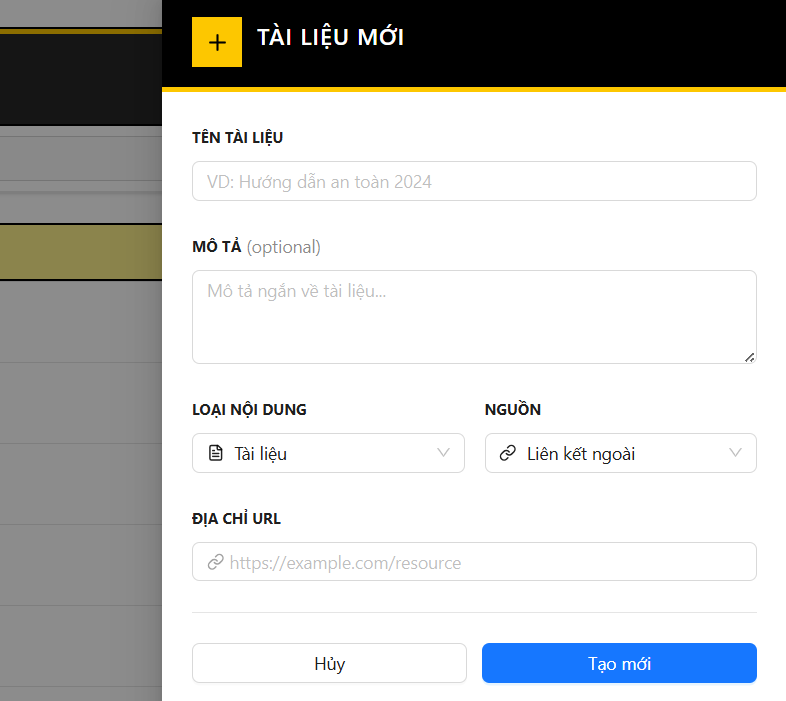 TÀI LIỆU MỚI
TÊN TÀI LIỆU
VD: Hướng dẫn an toàn 2024
MÔ TẢ (optional)
Mô tả ngắn về tài liệu...
LOẠI NỘI DUNG
NGUỒN
Tài liệu
Liên kết ngoài
ĐỊA CHỈ URL
https://example.com/resource
Hủy
Tạo mới